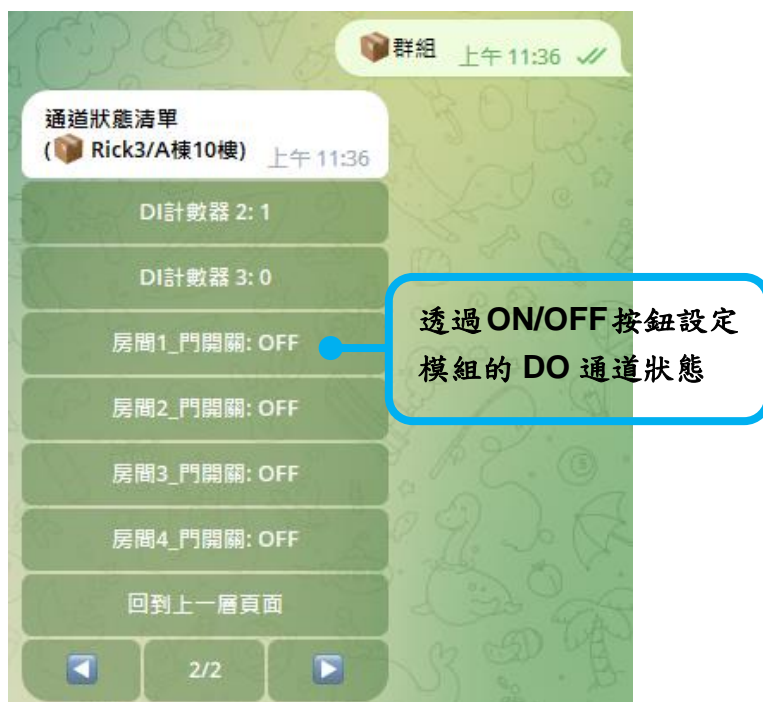 📦群組 上午 11:36
通道狀態清單
(📦 Rick3/A棟10樓) 上午 11:36
DI計數器 2: 1
DI計數器 3: 0
房間1_門開關: OFF
透過ON/OFF按鈕設定
模組的 DO 通道狀態
房間2_門開關: OFF
房間3_門開關: OFF
房間4_門開關: OFF
回到上一層頁面
◀ 2/2 ▶